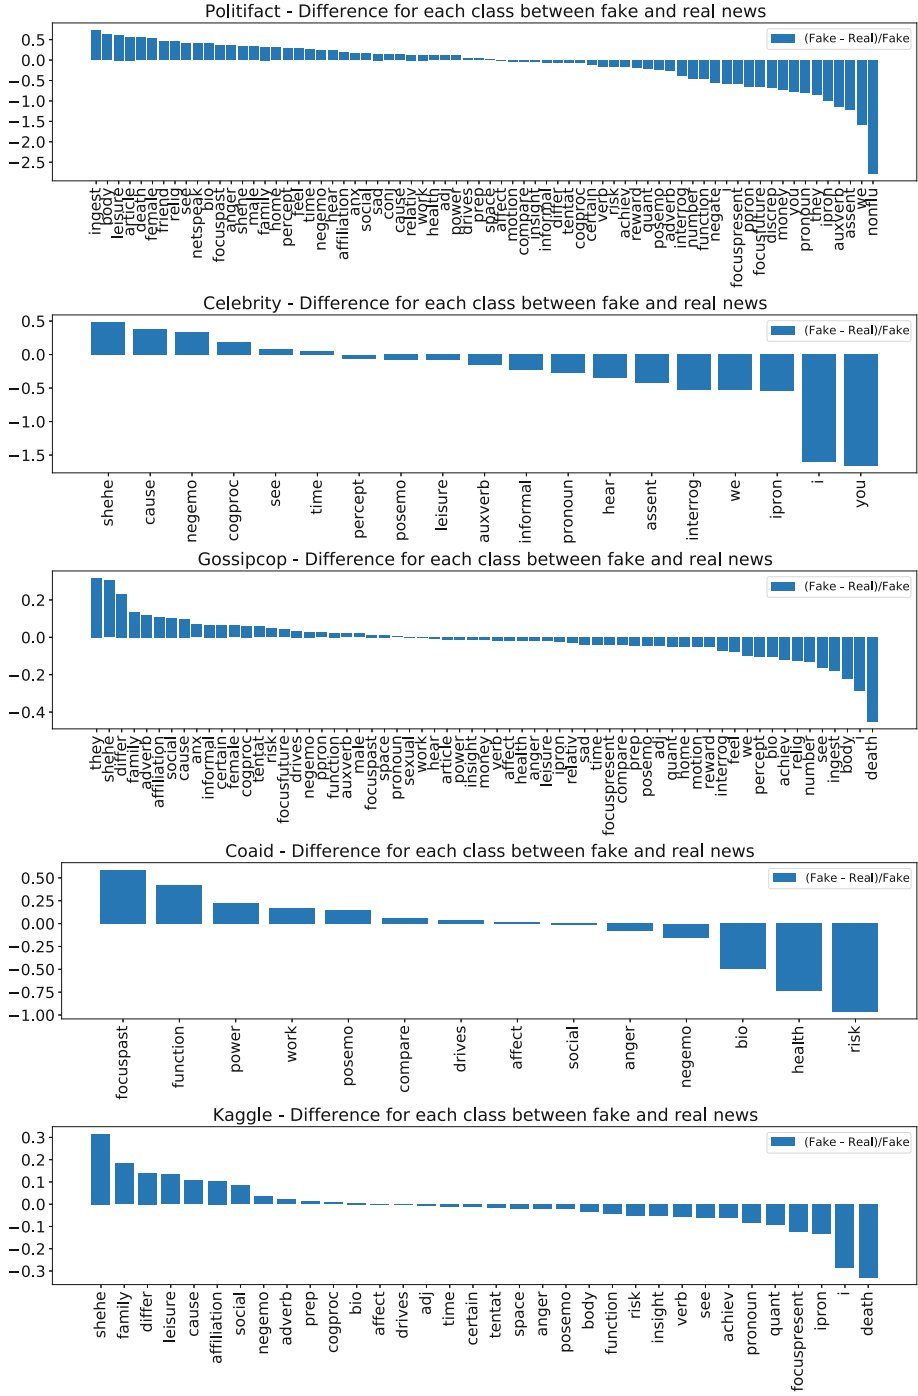 Politifact - Difference for each class between fake and real news
(Fake - Real)/Fake
0.5
0.0
−0.5
−1.0
−1.5
−2.0
−2.5
ingest
body
leisure
article
death
female
friend
relig
see
netspeak
bio
focuspast
anger
shehe
male
family
home
percept
feel
time
negemo
hear
affiliation
anx
social
sad
conj
cause
relativ
work
health
adj
power
drives
prep
space
affect
motion
compare
insight
informal
differ
tentat
cogproc
certain
verb
risk
achiev
reward
quant
posemo
adverb
interrog
number
function
negate
focuspresent
i
ppron
focusfuture
discrep
money
you
pronoun
they
ipron
auxverb
assent
we
nonflu
Celebrity - Difference for each class between fake and real news
(Fake - Real)/Fake
0.5
0.0
−0.5
−1.0
−1.5
shehe
cause
negemo
cogproc
see
time
percept
posemo
leisure
auxverb
informal
pronoun
hear
assent
interrog
we
ipron
i
you
Gossipcop - Difference for each class between fake and real news
(Fake - Real)/Fake
0.2
0.0
−0.2
−0.4
they
shehe
differ
family
adverb
affiliation
social
cause
anx
informal
certain
female
cogproc
tentat
risk
focusfuture
drives
negemo
ppron
function
auxverb
male
focuspast
space
pronoun
sexual
work
hear
article
power
insight
money
verb
affect
health
anger
leisure
ipron
relativ
sad
time
focuspresent
compare
prep
posemo
adj
quant
home
motion
reward
interrog
feel
we
percept
bio
achiev
relig
number
see
ingest
body
i
death
Coaid - Difference for each class between fake and real news
(Fake - Real)/Fake
0.50
0.25
0.00
−0.25
−0.50
−0.75
−1.00
focuspast
function
power
work
posemo
compare
drives
affect
social
anger
negemo
bio
health
risk
Kaggle - Difference for each class between fake and real news
(Fake - Real)/Fake
0.3
0.2
0.1
0.0
−0.1
−0.2
−0.3
shehe
family
differ
leisure
cause
affiliation
social
negemo
adverb
prep
cogproc
bio
affect
drives
adj
time
certain
tentat
space
anger
posemo
body
function
risk
insight
verb
see
achiev
pronoun
quant
focuspresent
ipron
i
death